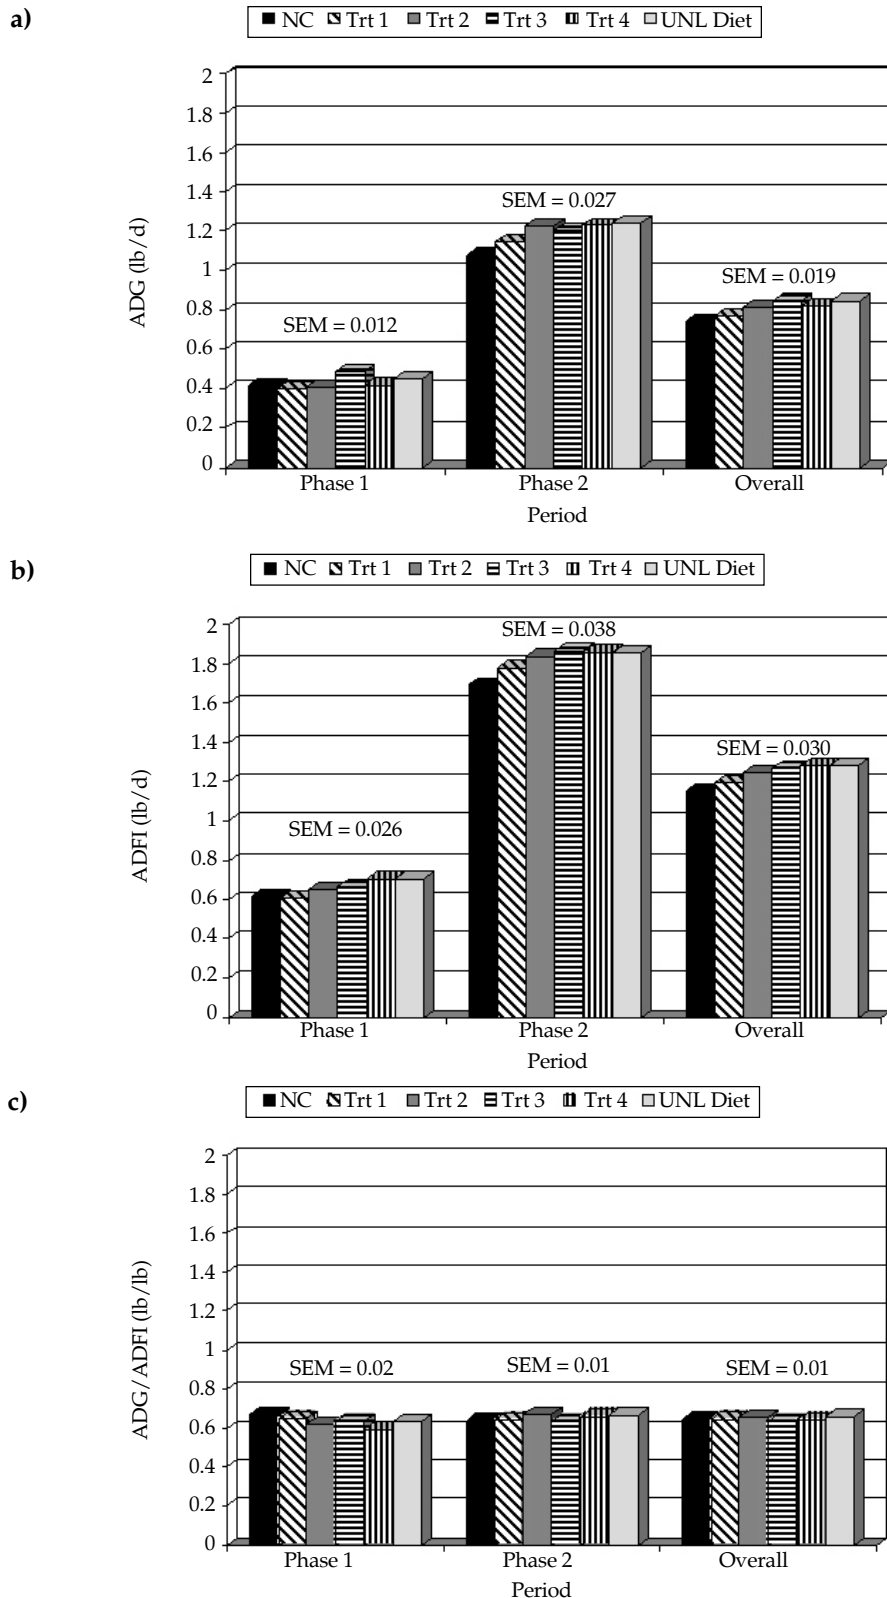 a)
NC Trt 1 Trt 2 Trt 3 Trt 4 UNL Diet
2
1.8
1.6
1.4
1.2
1
0.8
0.6
0.4
0.2
0
ADG (lb/d)
SEM = 0.012
SEM = 0.027
SEM = 0.019
Phase 1 Phase 2 Overall
Period
b)
NC Trt 1 Trt 2 Trt 3 Trt 4 UNL Diet
2
1.8
1.6
1.4
1.2
1
0.8
0.6
0.4
0.2
0
ADFI (lb/d)
SEM = 0.026
SEM = 0.038
SEM = 0.030
Phase 1 Phase 2 Overall
Period
c)
NC Trt 1 Trt 2 Trt 3 Trt 4 UNL Diet
2
1.8
1.6
1.4
1.2
1
0.8
0.6
0.4
0.2
0
ADG/ADFI (lb/lb)
SEM = 0.02
SEM = 0.01
SEM = 0.01
Phase 1 Phase 2 Overall
Period